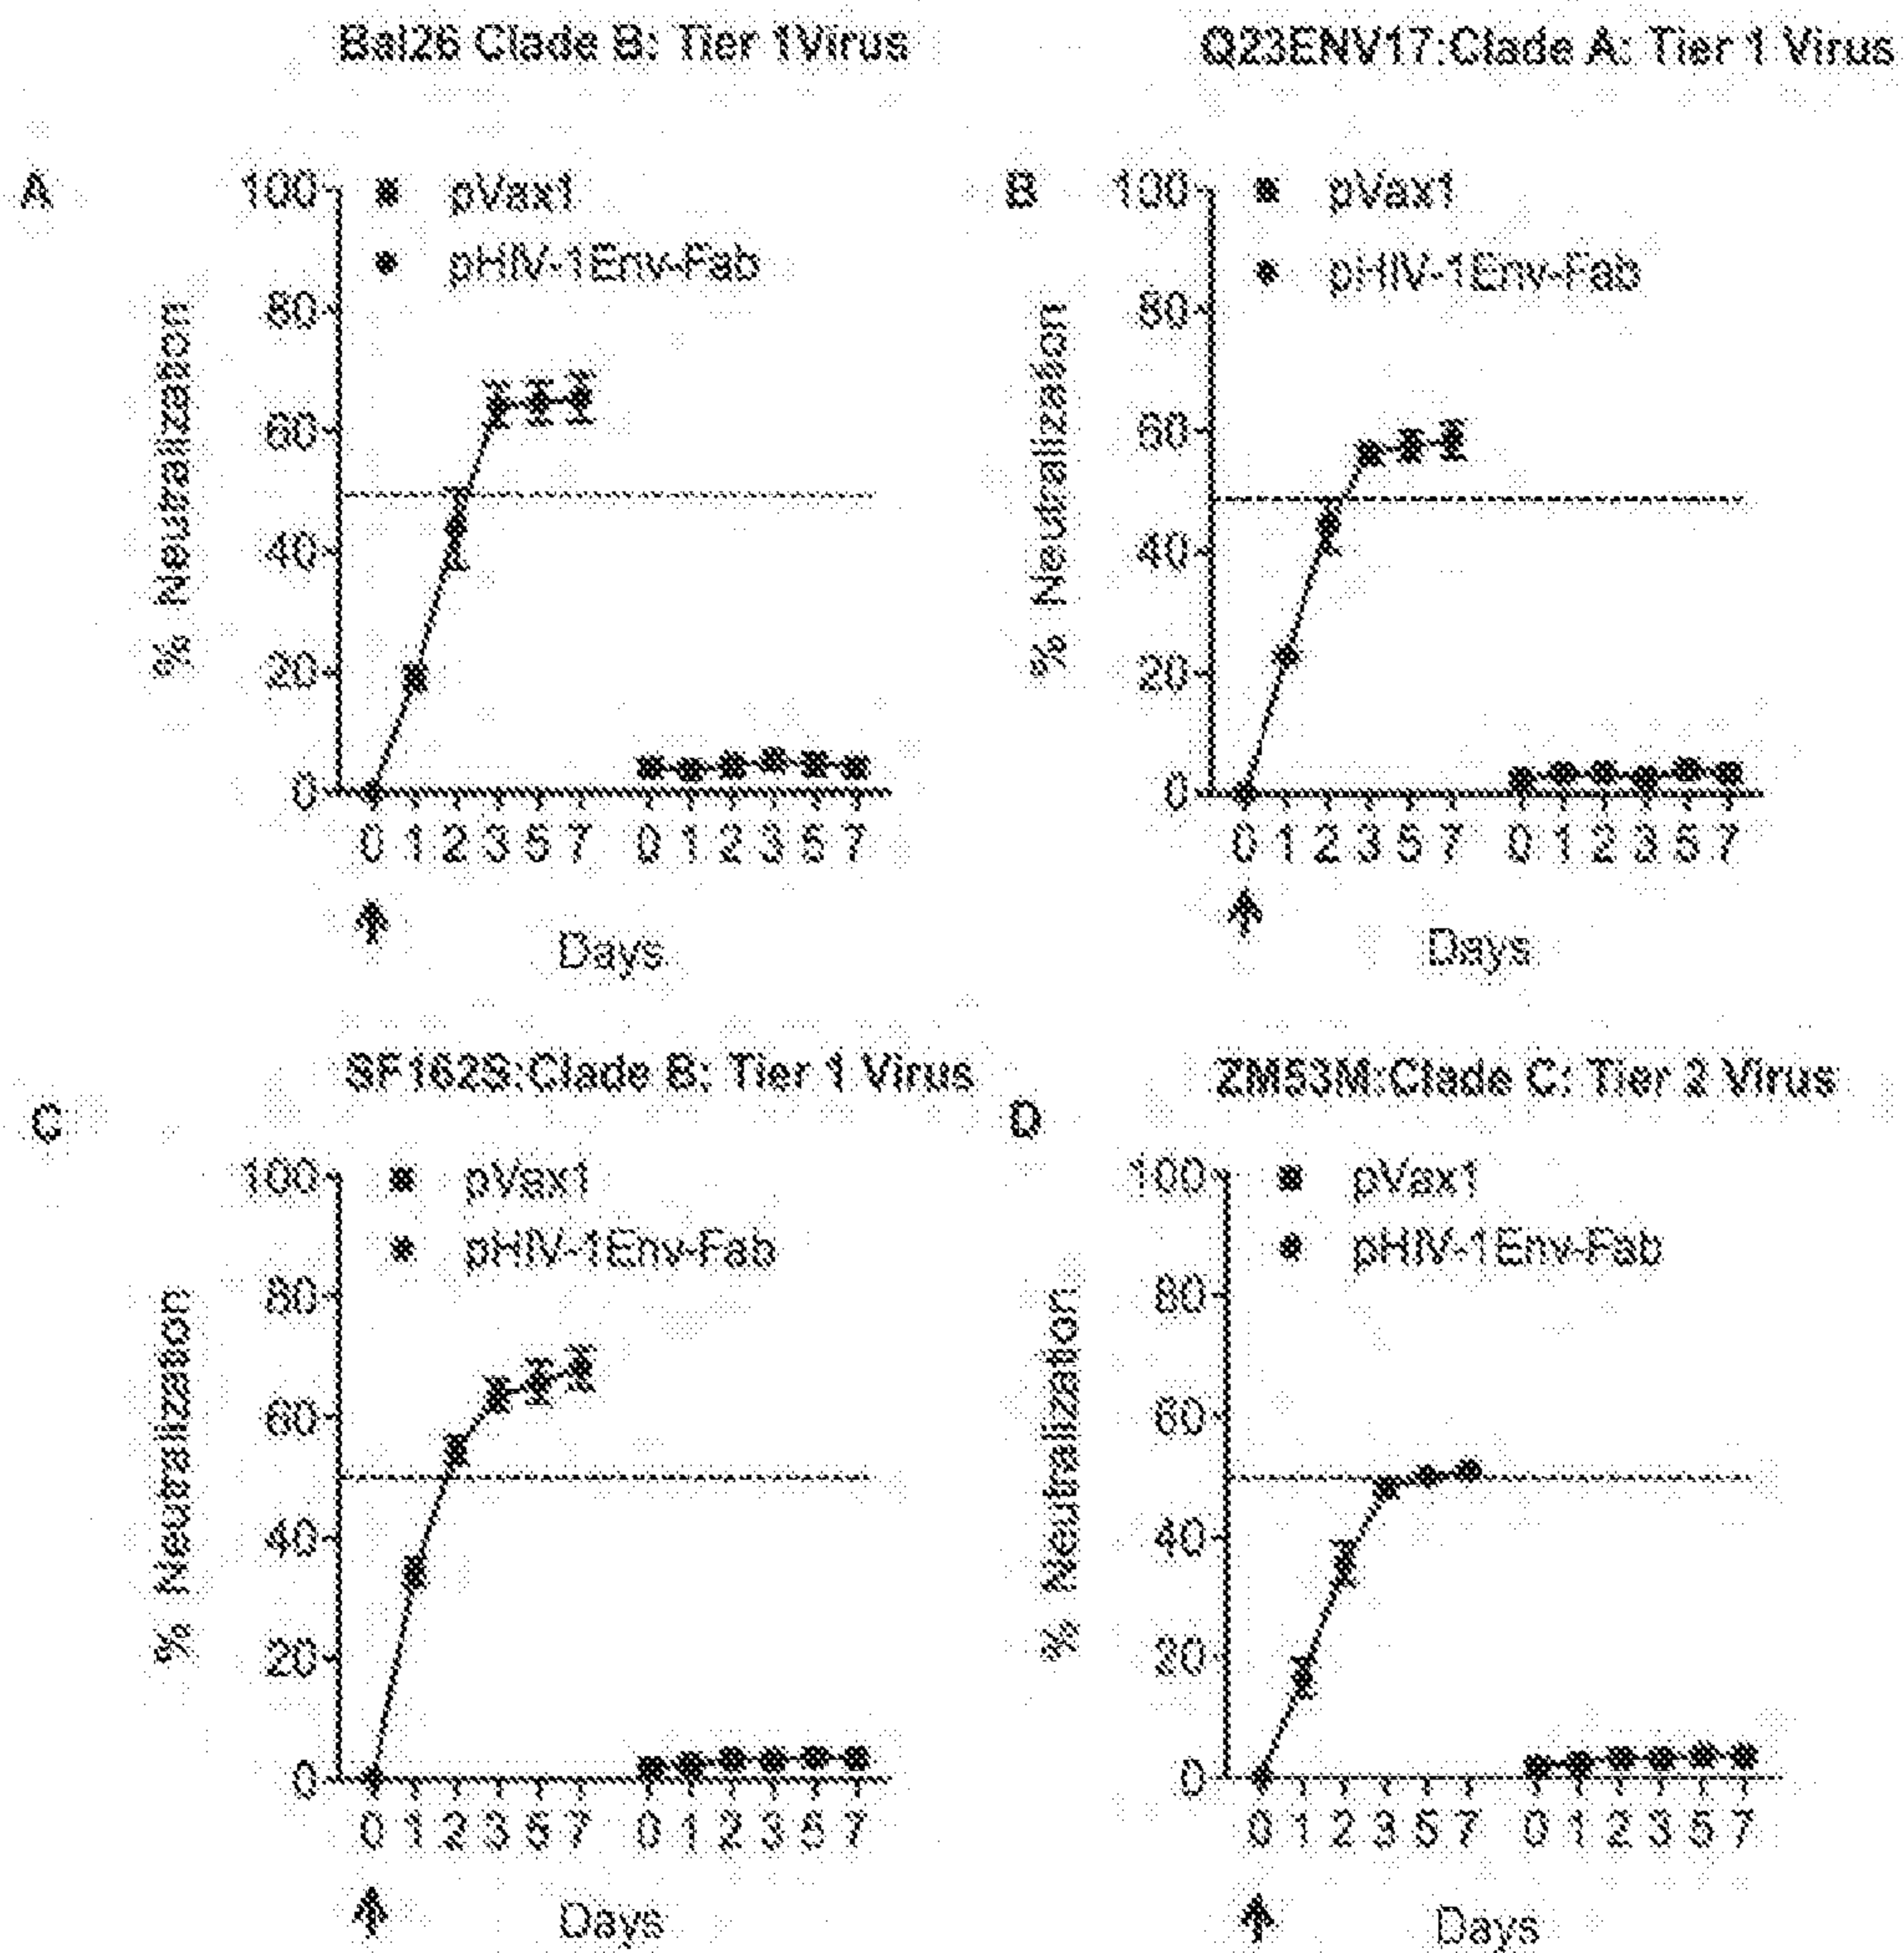 Bal26 Clade B: Tier 1Virus
A
100
pVax1
pHIV-1Env-Fab
80
60
40
20
0
% Neutralization
0 1 2 3 5 7 0 1 2 3 5 7
Days
Q23ENV17:Clade A: Tier 1 Virus
B
100
pVax1
pHIV-1Env-Fab
80
60
40
20
0
% Neutralization
0 1 2 3 5 7 0 1 2 3 5 7
Days
SF162S:Clade B: Tier 1 Virus
C
100
pVax1
pHIV-1Env-Fab
80
60
40
20
0
% Neutralization
0 1 2 3 5 7 0 1 2 3 5 7
Days
ZM53M:Clade C: Tier 2 Virus
D
100
pVax1
pHIV-1Env-Fab
80
60
40
20
0
% Neutralization
0 1 2 3 5 7 0 1 2 3 5 7
Days